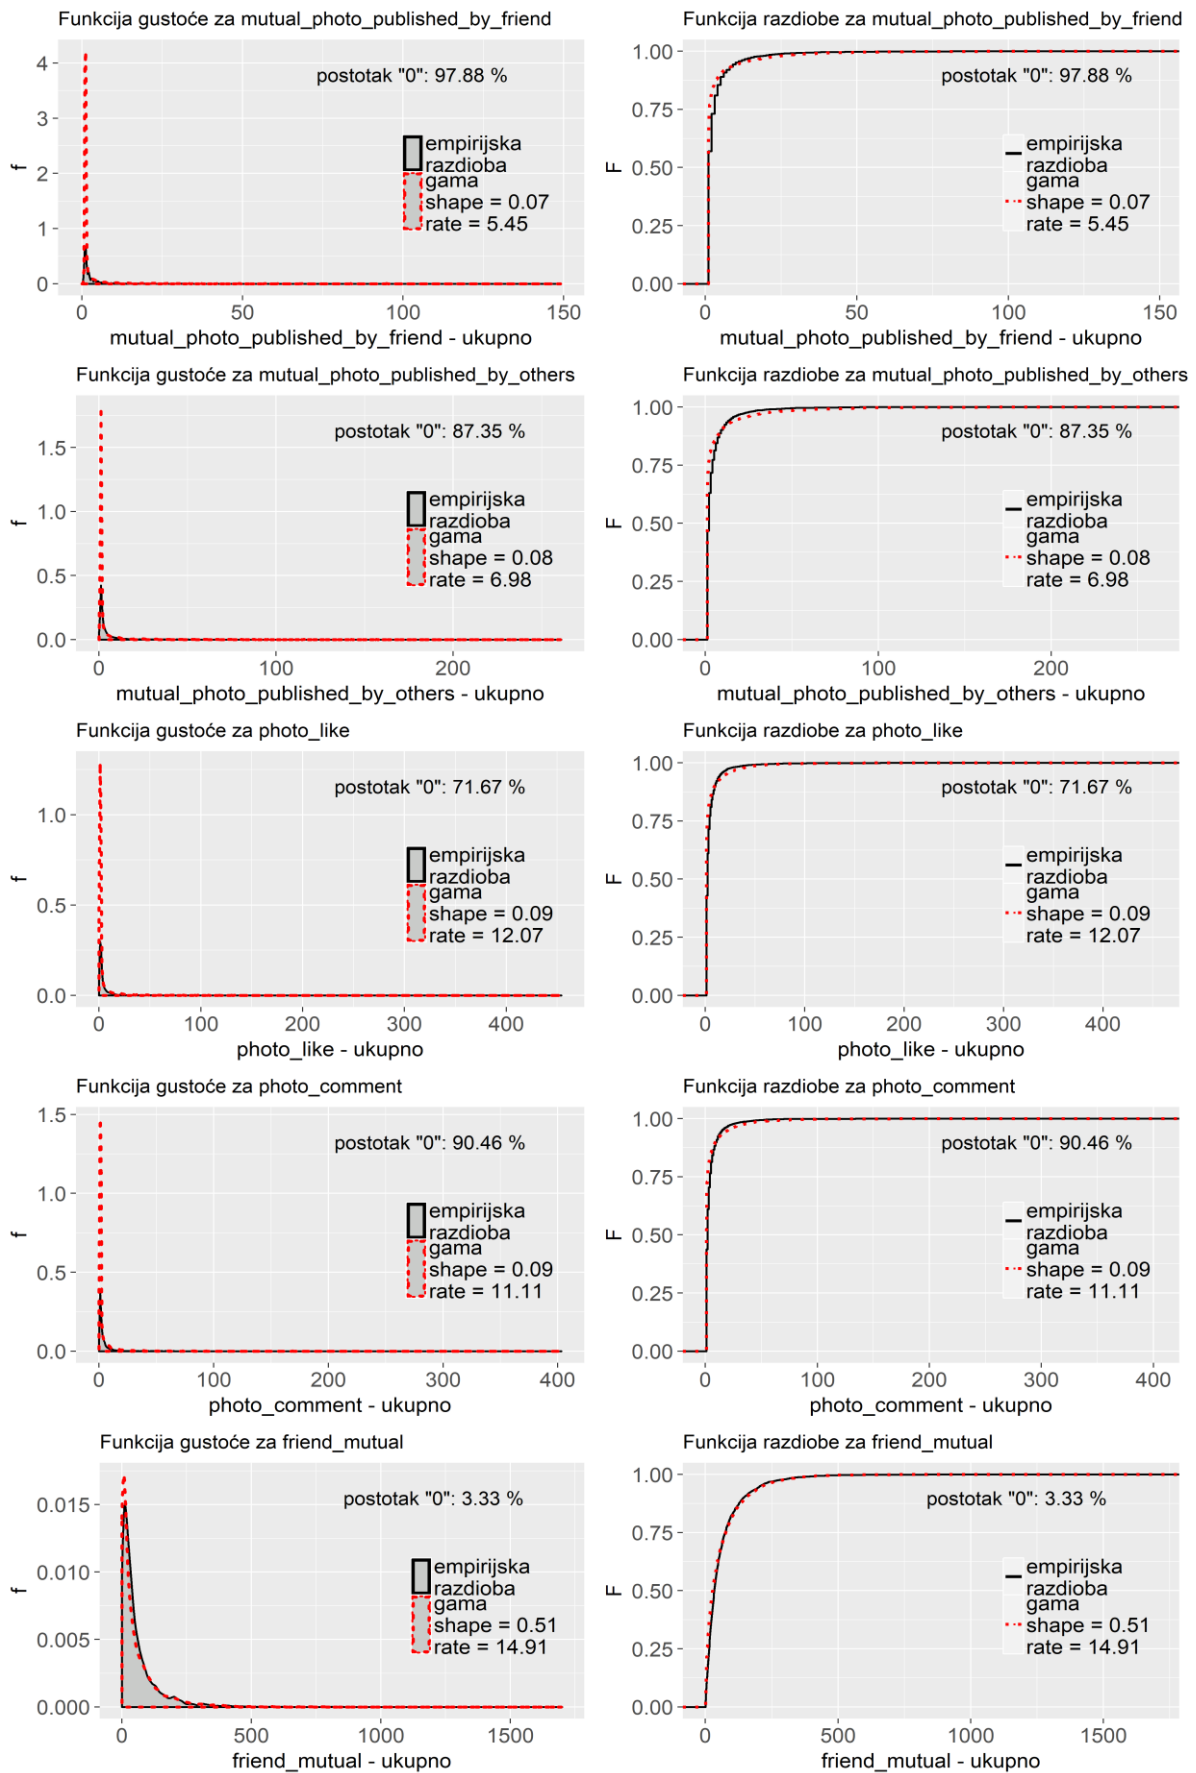 Funkcija gustoće za mutual_photo_published_by_friend
4
3
2
1
0
f
postotak "0": 97.88 %
empirijska
razdioba
gama
shape = 0.07
rate = 5.45
0 50 100 150
mutual_photo_published_by_friend - ukupno
Funkcija razdiobe za mutual_photo_published_by_friend
1.00
0.75
0.50
0.25
0.00
F
postotak "0": 97.88 %
empirijska
razdioba
gama
shape = 0.07
rate = 5.45
0 50 100 150
mutual_photo_published_by_friend - ukupno
Funkcija gustoće za mutual_photo_published_by_others
1.5
1.0
0.5
0.0
f
postotak "0": 87.35 %
empirijska
razdioba
gama
shape = 0.08
rate = 6.98
0 100 200
mutual_photo_published_by_others - ukupno
Funkcija razdiobe za mutual_photo_published_by_others
1.00
0.75
0.50
0.25
0.00
F
postotak "0": 87.35 %
empirijska
razdioba
gama
shape = 0.08
rate = 6.98
0 100 200
mutual_photo_published_by_others - ukupno
Funkcija gustoće za photo_like
1.0
0.5
0.0
f
postotak "0": 71.67 %
empirijska
razdioba
gama
shape = 0.09
rate = 12.07
0 100 200 300 400
photo_like - ukupno
Funkcija razdiobe za photo_like
1.00
0.75
0.50
0.25
0.00
F
postotak "0": 71.67 %
empirijska
razdioba
gama
shape = 0.09
rate = 12.07
0 100 200 300 400
photo_like - ukupno
Funkcija gustoće za photo_comment
1.5
1.0
0.5
0.0
f
postotak "0": 90.46 %
empirijska
razdioba
gama
shape = 0.09
rate = 11.11
0 100 200 300 400
photo_comment - ukupno
Funkcija razdiobe za photo_comment
1.00
0.75
0.50
0.25
0.00
F
postotak "0": 90.46 %
empirijska
razdioba
gama
shape = 0.09
rate = 11.11
0 100 200 300 400
photo_comment - ukupno
Funkcija gustoće za friend_mutual
0.015
0.010
0.005
0.000
f
postotak "0": 3.33 %
empirijska
razdioba
gama
shape = 0.51
rate = 14.91
0 500 1000 1500
friend_mutual - ukupno
Funkcija razdiobe za friend_mutual
1.00
0.75
0.50
0.25
0.00
F
postotak "0": 3.33 %
empirijska
razdioba
gama
shape = 0.51
rate = 14.91
0 500 1000 1500
friend_mutual - ukupno